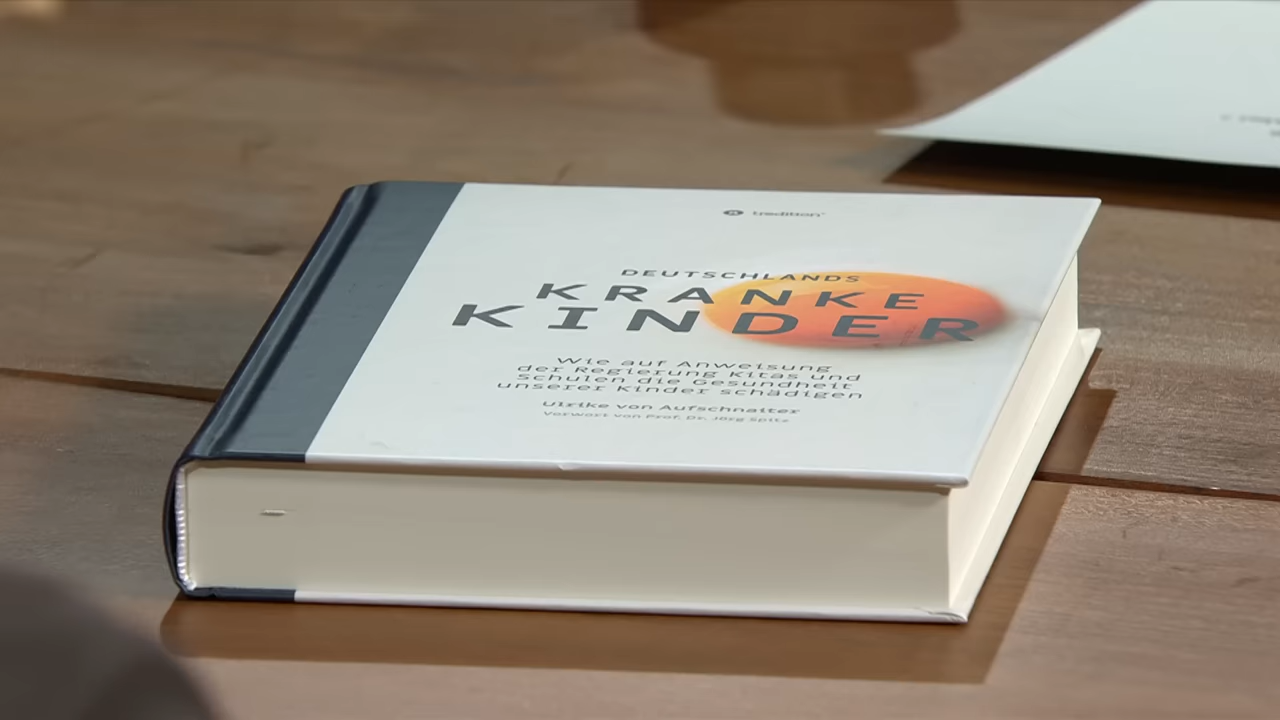 tredition
DEUTSCHLANDS
KRANKE
KINDER
Wie auf Anweisung
der Regierung Kitas und
Schulen die Gesundheit
unserer Kinder schädigen
Ulrike von Aufschnaiter
Vorwort von Prof. Dr. Jörg Spitz